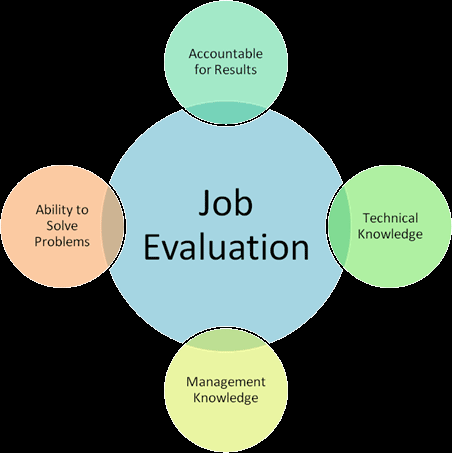 Accountable
for Results
Ability to
Solve
Problems
Job
Evaluation
Technical
Knowledge
Management
Knowledge